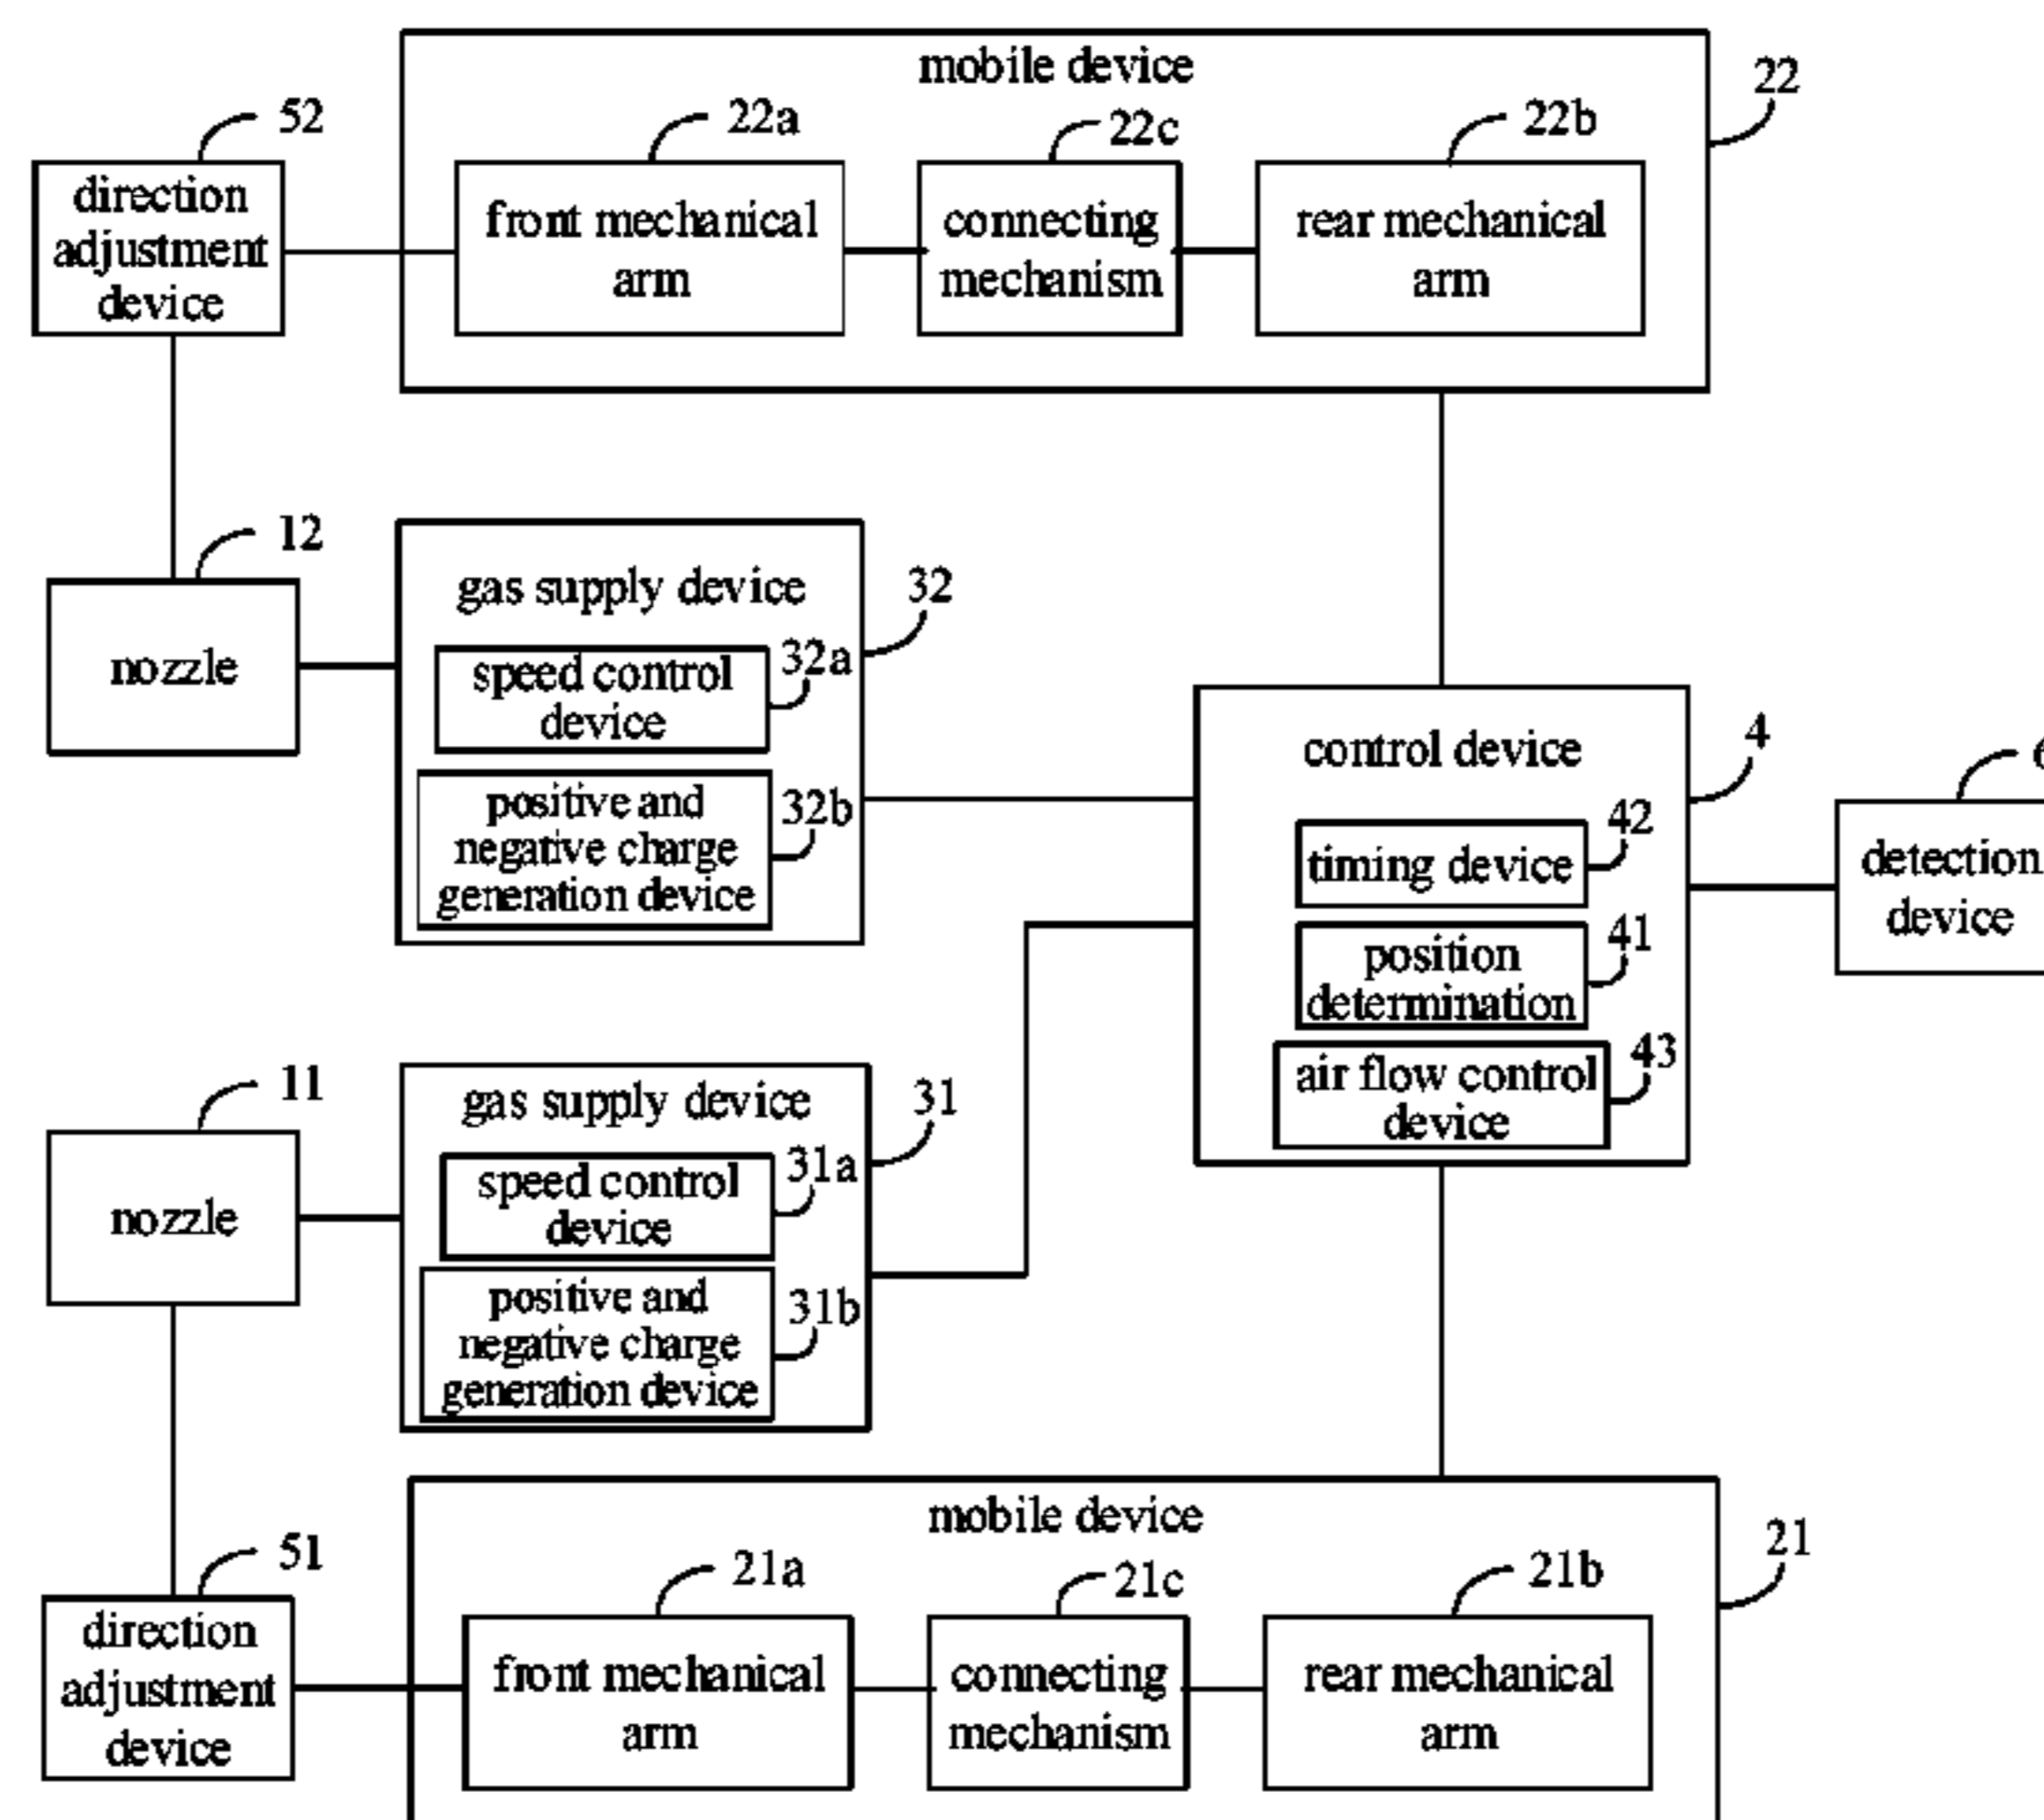 mobile device
22
52
22a
22c
22b
direction
adjustment
device
front mechanical
arm
connecting
mechanism
rear mechanical
arm
12
nozzle
gas supply device
32
speed control
device
32a
positive and
negative charge
generation device
32b
control device
4
timing device
42
position
determination
41
air flow control
device
43
detection
device
11
nozzle
gas supply device
31
speed control
device
31a
positive and
negative charge
generation device
31b
mobile device
21
51
21a
21c
21b
direction
adjustment
device
front mechanical
arm
connecting
mechanism
rear mechanical
arm